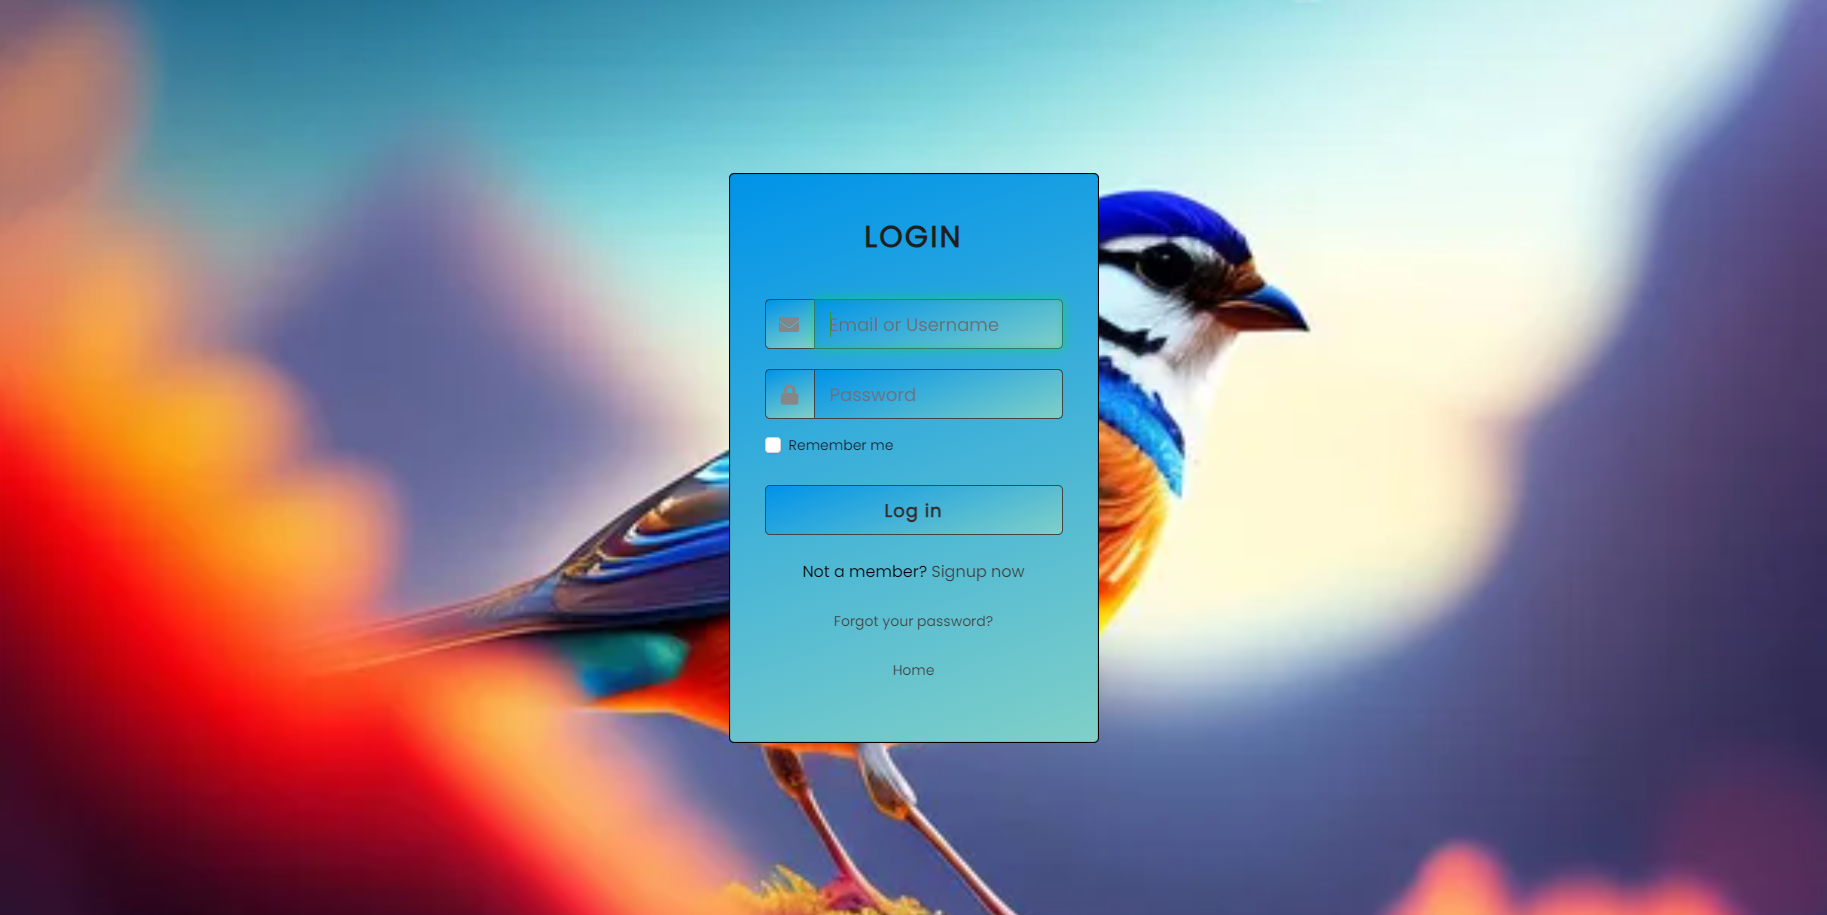 LOGIN
Email or Username
Password
Remember me
Log in
Not a member? Signup now
Forgot your password?
Home